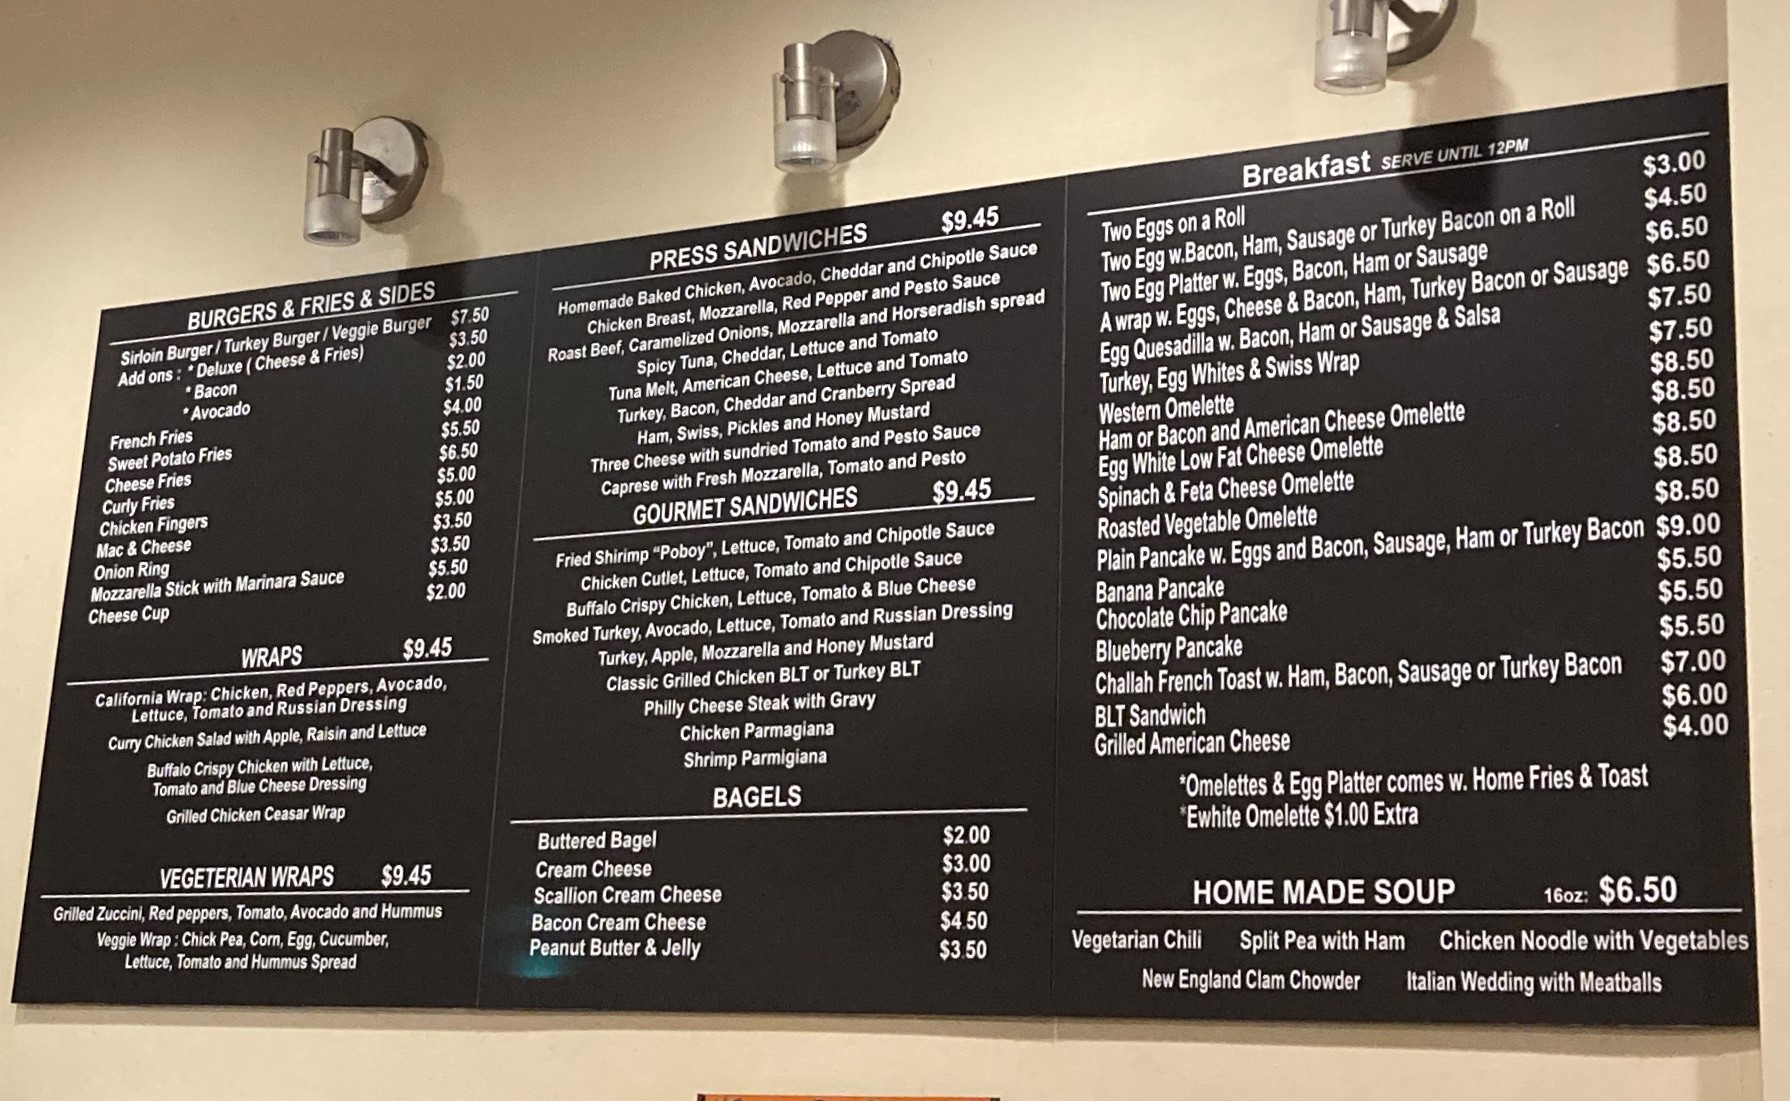 BURGERS & FRIES & SIDES
Sirloin Burger / Turkey Burger / Veggie Burger $7.50
Add ons : * Deluxe ( Cheese & Fries) $3.50
* Bacon $2.00
* Avocado $1.50
French Fries $4.00
Sweet Potato Fries $5.50
Cheese Fries $6.50
Curly Fries $5.00
Chicken Fingers $5.00
Mac & Cheese $3.50
Onion Ring $3.50
Mozzarella Stick with Marinara Sauce $5.50
Cheese Cup $2.00
WRAPS $9.45
California Wrap: Chicken, Red Peppers, Avocado,
Lettuce, Tomato and Russian Dressing
Curry Chicken Salad with Apple, Raisin and Lettuce
Buffalo Crispy Chicken with Lettuce,
Tomato and Blue Cheese Dressing
Grilled Chicken Ceasar Wrap
VEGETERIAN WRAPS $9.45
Grilled Zuccini, Red peppers, Tomato, Avocado and Hummus
Veggie Wrap : Chick Pea, Corn, Egg, Cucumber,
Lettuce, Tomato and Hummus Spread
PRESS SANDWICHES $9.45
Homemade Baked Chicken, Avocado, Cheddar and Chipotle Sauce
Chicken Breast, Mozzarella, Red Pepper and Pesto Sauce
Roast Beef, Caramelized Onions, Mozzarella and Horseradish spread
Spicy Tuna, Cheddar, Lettuce and Tomato
Tuna Melt, American Cheese, Lettuce and Tomato
Turkey, Bacon, Cheddar and Cranberry Spread
Ham, Swiss, Pickles and Honey Mustard
Three Cheese with sundried Tomato and Pesto Sauce
Caprese with Fresh Mozzarella, Tomato and Pesto
GOURMET SANDWICHES $9.45
Fried Shirimp "Poboy", Lettuce, Tomato and Chipotle Sauce
Chicken Cutlet, Lettuce, Tomato and Chipotle Sauce
Buffalo Crispy Chicken, Lettuce, Tomato & Blue Cheese
Smoked Turkey, Avocado, Lettuce, Tomato and Russian Dressing
Turkey, Apple, Mozzarella and Honey Mustard
Classic Grilled Chicken BLT or Turkey BLT
Philly Cheese Steak with Gravy
Chicken Parmagiana
Shrimp Parmigiana
BAGELS
Buttered Bagel $2.00
Cream Cheese $3.00
Scallion Cream Cheese $3.50
Bacon Cream Cheese $4.50
Peanut Butter & Jelly $3.50
Breakfast SERVE UNTIL 12PM
Two Eggs on a Roll $3.00
Two Egg w.Bacon, Ham, Sausage or Turkey Bacon on a Roll $4.50
Two Egg Platter w. Eggs, Bacon, Ham or Sausage $6.50
A wrap w. Eggs, Cheese & Bacon, Ham, Turkey Bacon or Sausage $6.50
Egg Quesadilla w. Bacon, Ham or Sausage & Salsa $7.50
Turkey, Egg Whites & Swiss Wrap $7.50
Western Omelette $8.50
Ham or Bacon and American Cheese Omelette $8.50
Egg White Low Fat Cheese Omelette $8.50
Spinach & Feta Cheese Omelette $8.50
Roasted Vegetable Omelette $8.50
Plain Pancake w. Eggs and Bacon, Sausage, Ham or Turkey Bacon $9.00
Banana Pancake $5.50
Chocolate Chip Pancake $5.50
Blueberry Pancake $5.50
Challah French Toast w. Ham, Bacon, Sausage or Turkey Bacon $7.00
BLT Sandwich $6.00
Grilled American Cheese $4.00
*Omelettes & Egg Platter comes w. Home Fries & Toast
*Ewhite Omelette $1.00 Extra
HOME MADE SOUP 16oz: $6.50
Vegetarian Chili Split Pea with Ham Chicken Noodle with Vegetables
New England Clam Chowder Italian Wedding with Meatballs